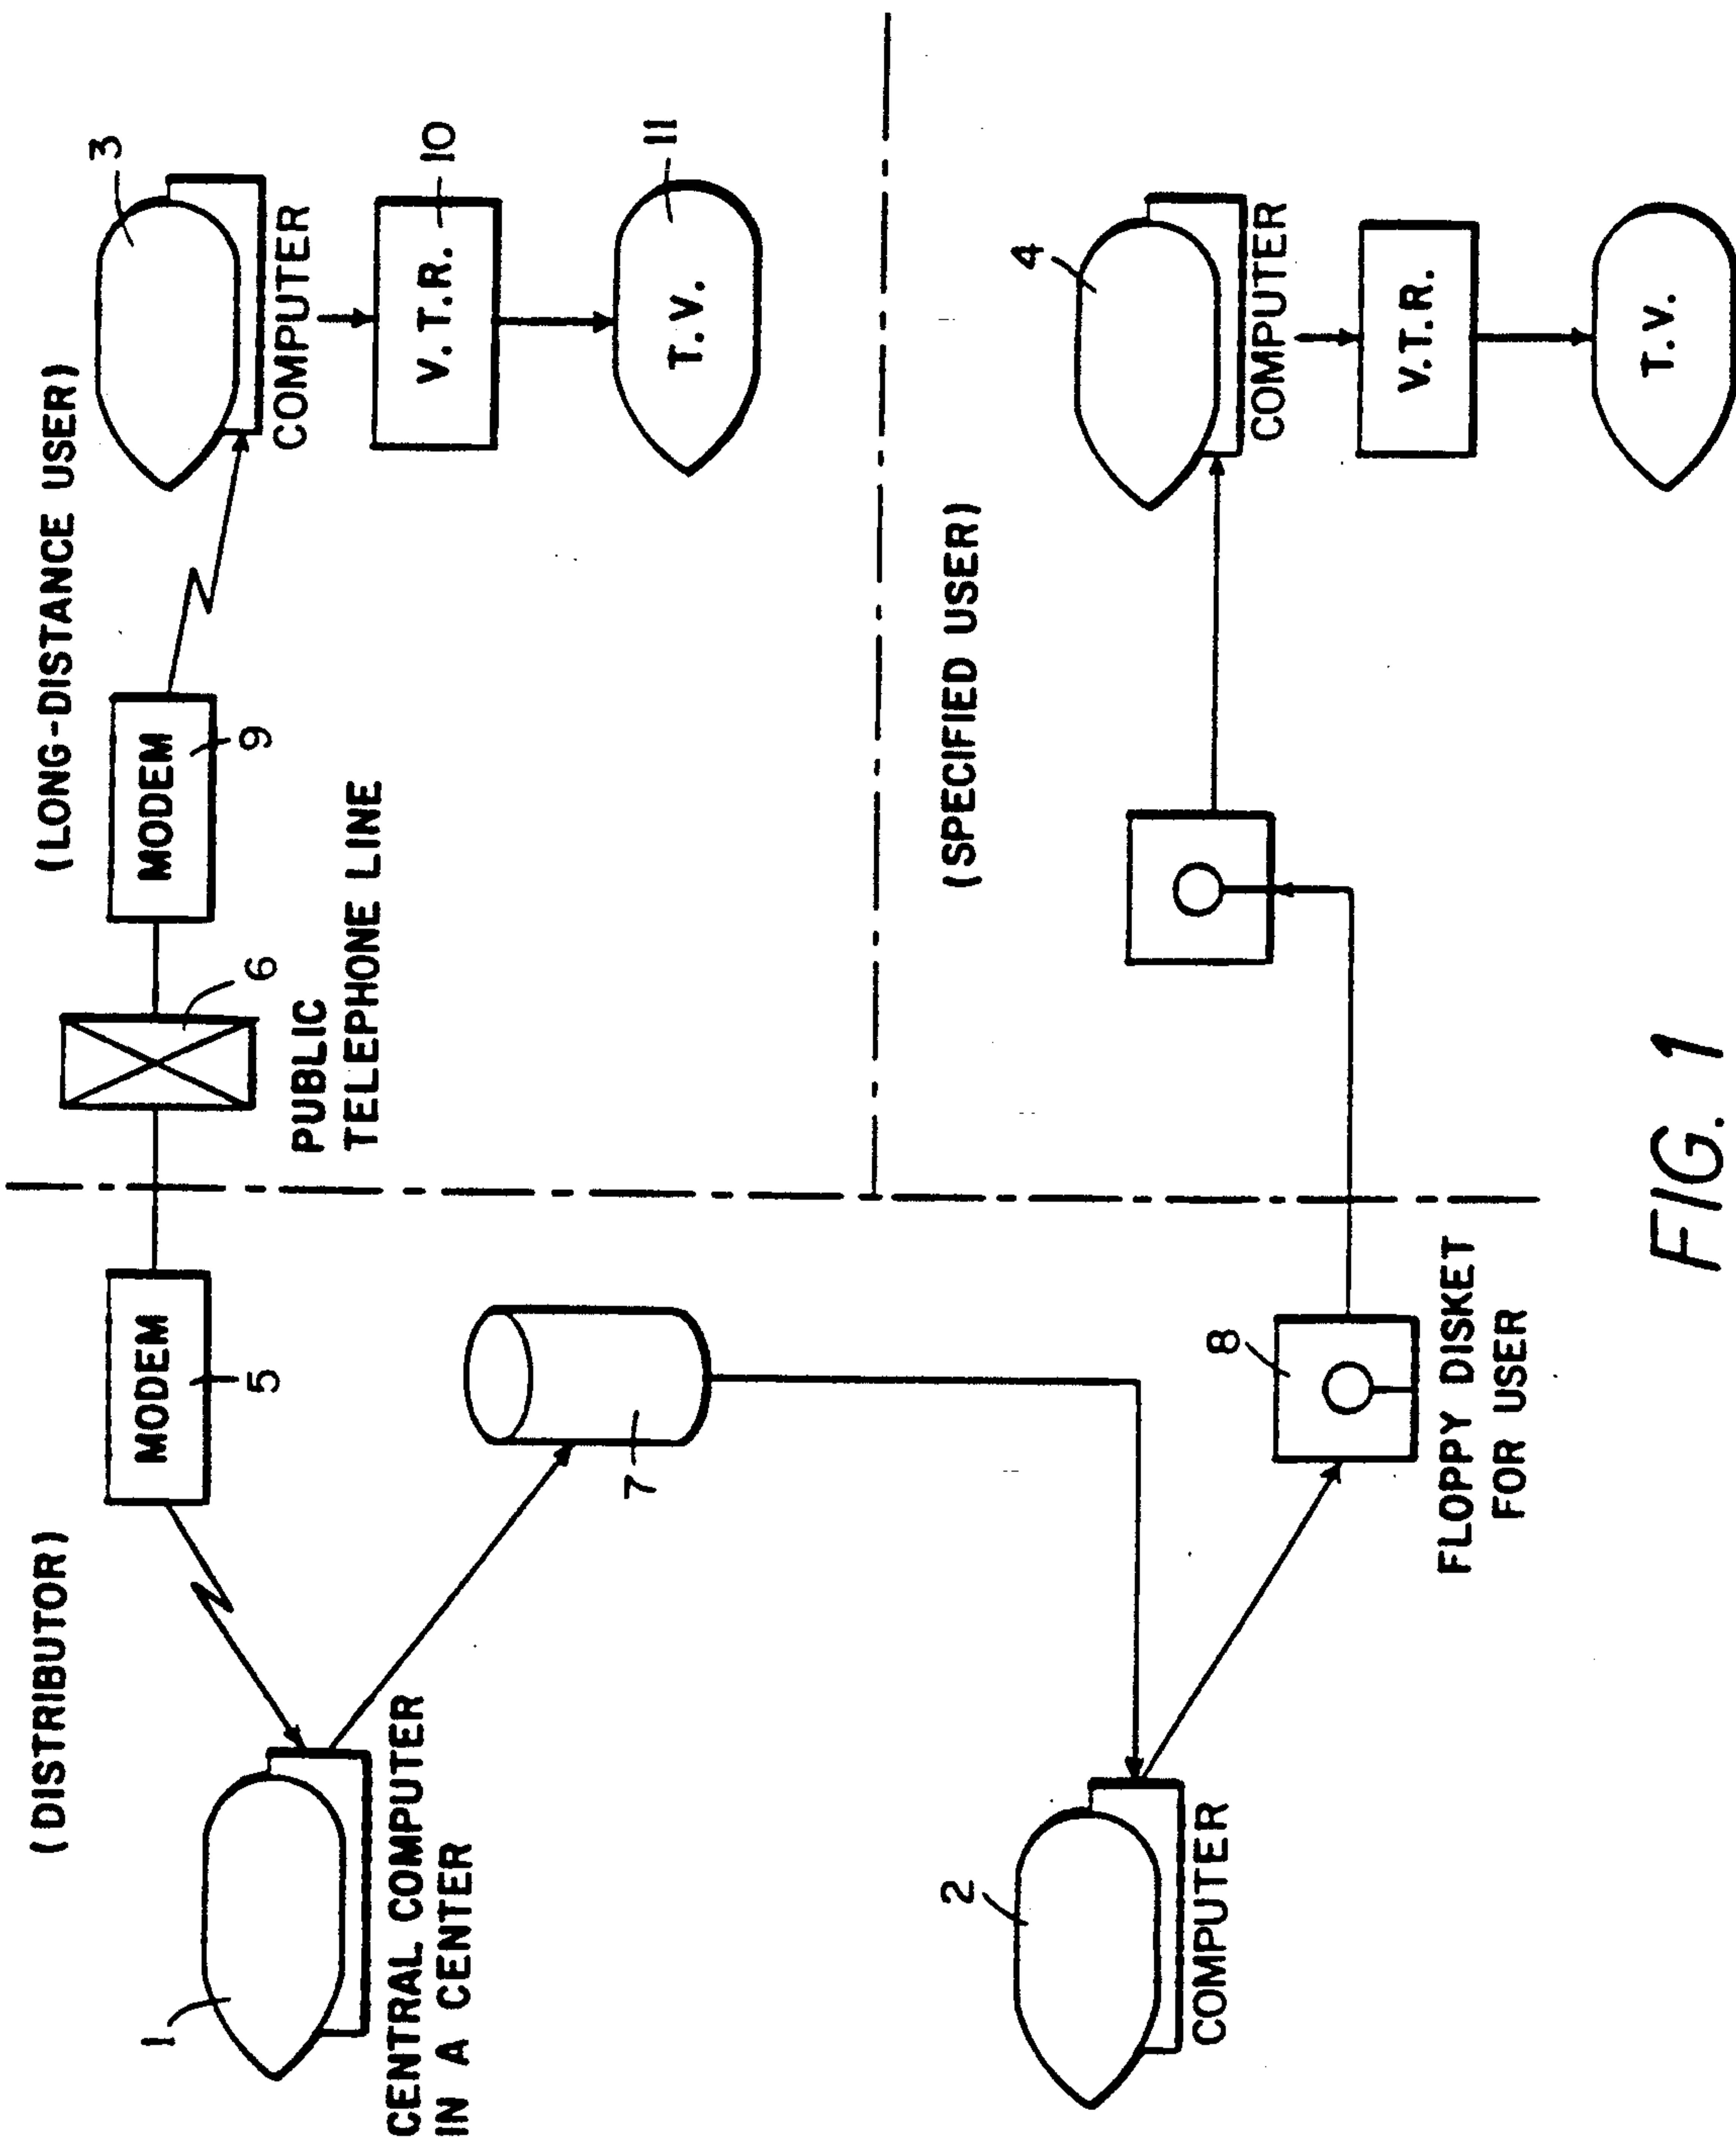 (DISTRIBUTOR)
(LONG-DISTANCE USER)
MODEM
5
6
MODEM
9
3
1
PUBLIC
TELEPHONE LINE
COMPUTER
CENTRAL COMPUTER
IN A CENTER
V.T.R.
10
7
T.V.
11
(SPECIFIED USER)
2
4
COMPUTER
COMPUTER
8
V.T.R.
FLOPPY DISKET
FOR USER
T.V.
FIG. 1